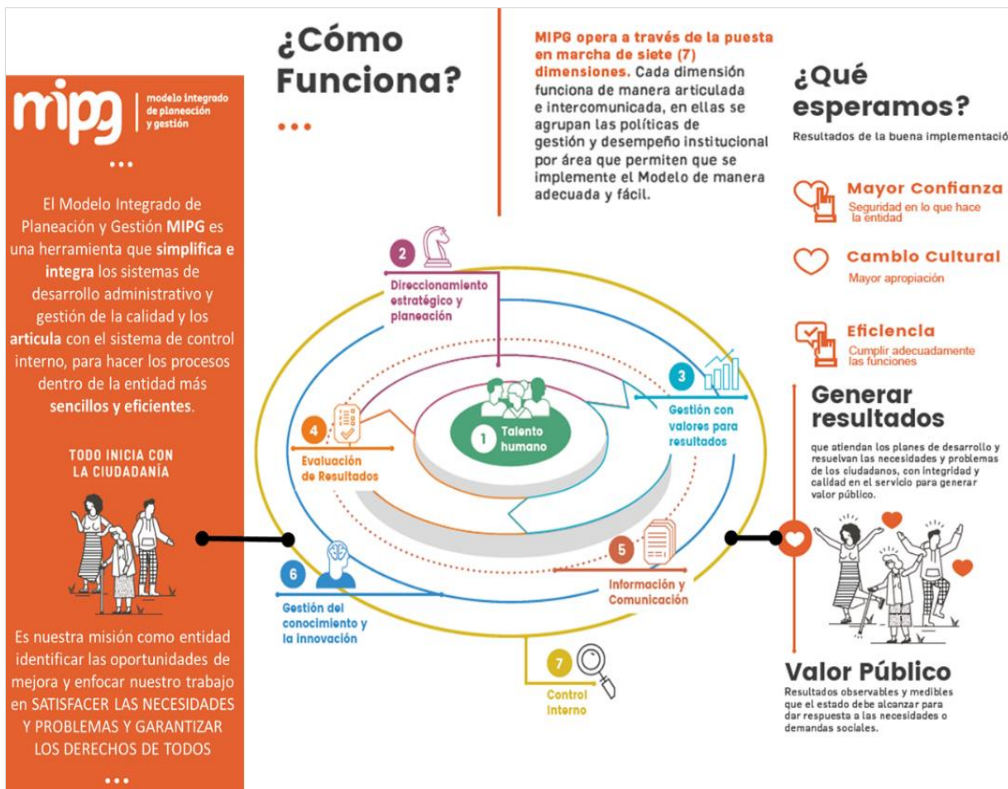 mipg
modelo integrado
de planeación
y gestión
El Modelo Integrado de
Planeación y Gestión MIPG es
una herramienta que simplifica e
integra los sistemas de
desarrollo administrativo y
gestión de la calidad y los
articula con el sistema de control
interno, para hacer los procesos
dentro de la entidad más
sencillos y eficientes.
TODO INICIA CON
LA CIUDADANÍA
Es nuestra misión como entidad
identificar las oportunidades de
mejora y enfocar nuestro trabajo
en SATISFACER LAS NECESIDADES
Y PROBLEMAS Y GARANTIZAR
LOS DERECHOS DE TODOS
¿Cómo
Funciona?
MIPG opera a través de la puesta
en marcha de siete (7)
dimensiones. Cada dimensión
funciona de manera articulada
e intercomunicada, en ellas se
agrupan las políticas de
gestión y desempeño institucional
por área que permiten que se
implemente el Modelo de manera
adecuada y fácil.
1
Talento
humano
2
Direccionamiento
estratégico y
planeación
3
Gestión con
valores para
resultados
4
Evaluación
de Resultados
5
Información y
Comunicación
6
Gestión del
conocimiento y
la innovación
7
Control
Interno
¿Qué
esperamos?
Resultados de la buena implementació
Mayor Confianza
Seguridad en lo que hace
la entidad
Cambio Cultural
Mayor apropiación
Eficiencia
Cumplir adecuadamente
las funciones
Generar
resultados
que atiendan los planes de desarrollo y
resuelvan las necesidades y problemas
de los ciudadanos, con integridad y
calidad en el servicio para generar
valor público.
Valor Público
Resultados observables y medibles
que el estado debe alcanzar para
dar respuesta a las necesidades o
demandas sociales.